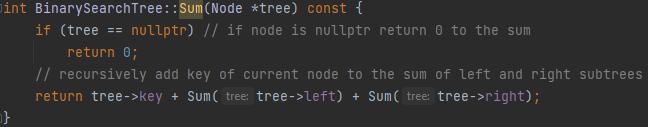 int BinarySearchTree::Sum(Node *tree) const {
    if (tree == nullptr) // if node is nullptr return 0 to the sum
        return 0;
    // recursively add key of current node to the sum of left and right subtrees
    return tree->key + Sum( tree: tree->left) + Sum( tree: tree->right);
}